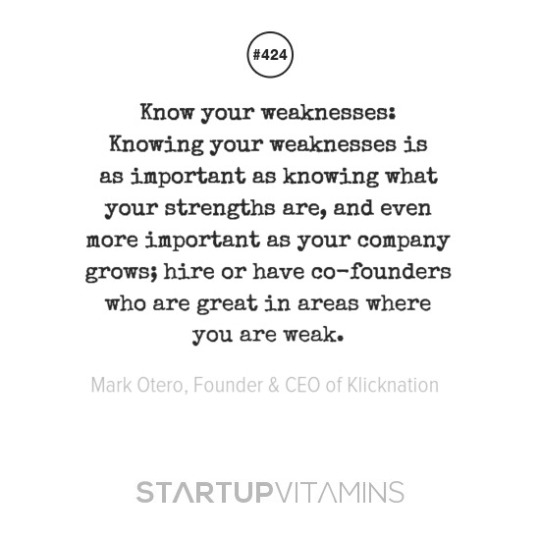 #424
Know your weaknesses:
Knowing your weaknesses is
as important as knowing what
your strengths are, and even
more important as your company
grows; hire or have co-founders
who are great in areas where
you are weak.
Mark Otero, Founder & CEO of Klicknation
STARTUPVITAMINS